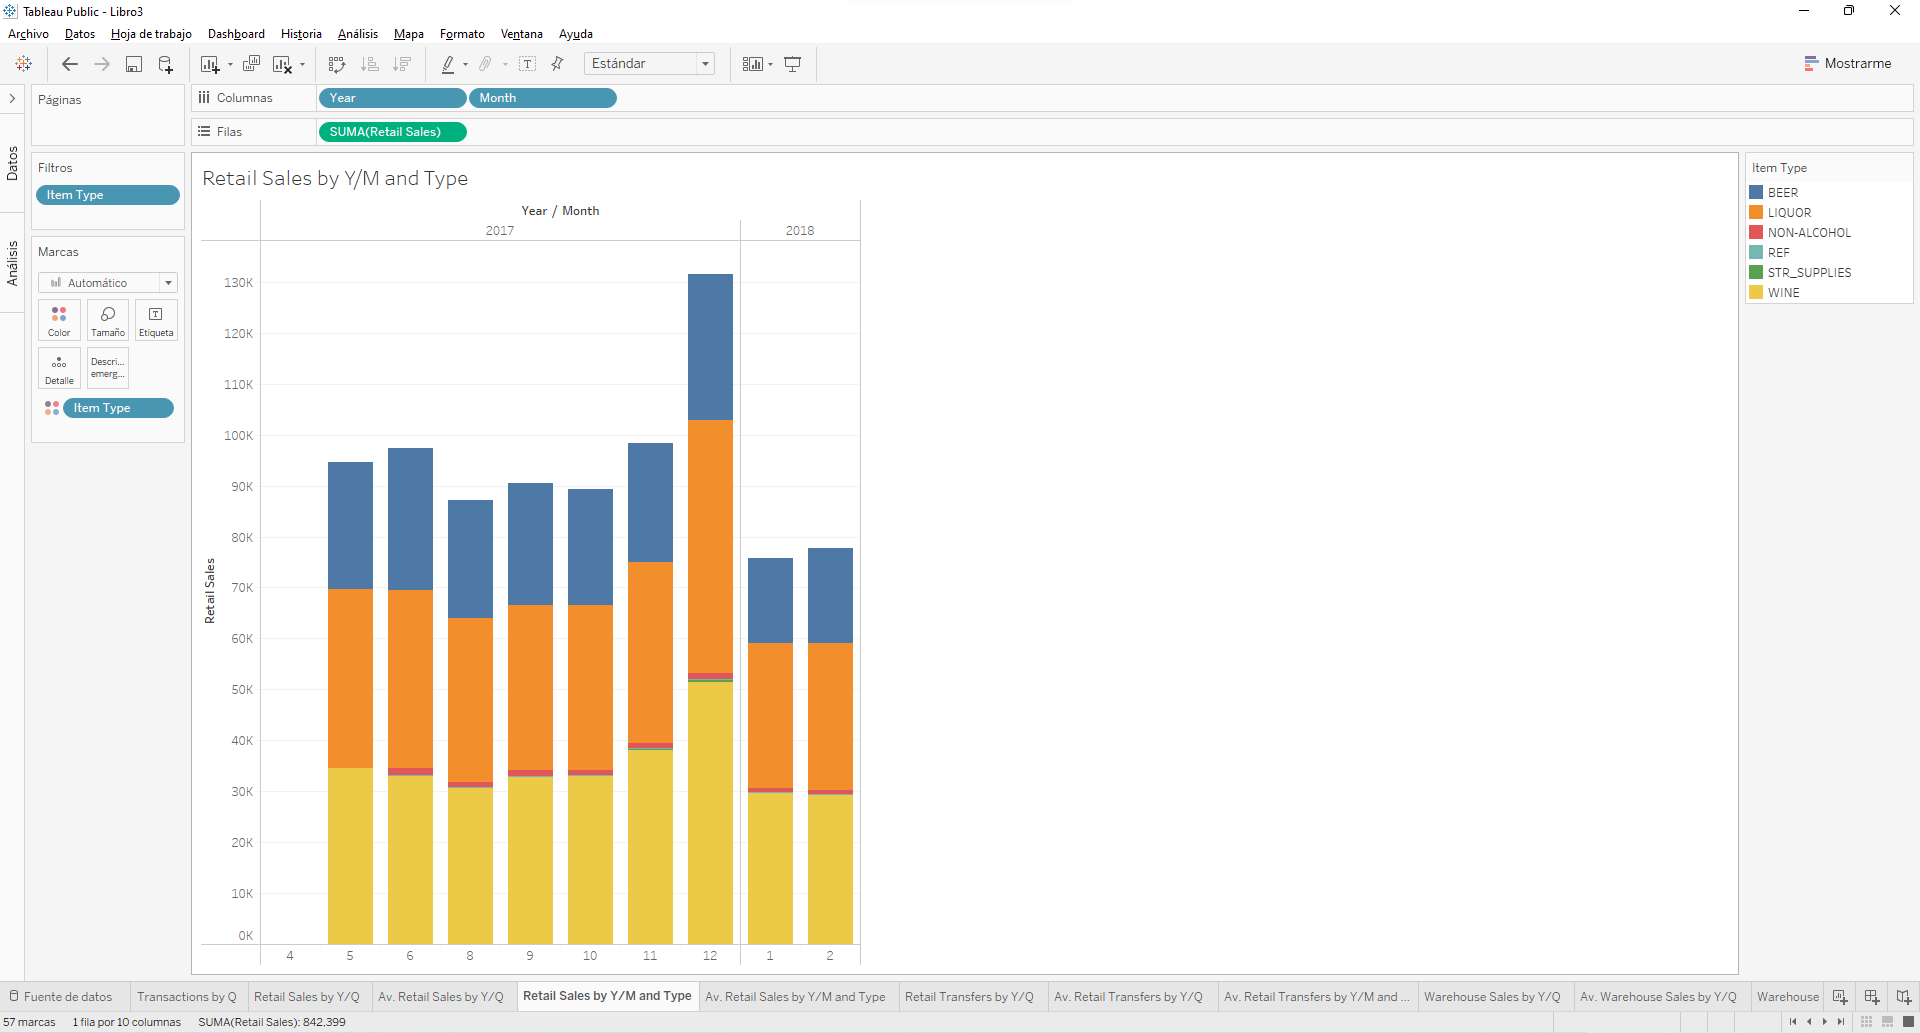 Tableau Public - Libro3
Archivo Datos Hoja de trabajo Dashboard Historia Análisis Mapa Formato Ventana Ayuda
Estándar
Mostrarme
Páginas
Columnas Year Month
Filas SUMA(Retail Sales)
Datos
Análisis
Filtros
Item Type
Marcas
Automático
Color Tamaño Etiqueta
Detalle Descri... emerg...
Item Type
Retail Sales by Y/M and Type
Year / Month
2017 2018
130K
120K
110K
100K
90K
80K
70K
60K
50K
40K
30K
20K
10K
0K
Retail Sales
4 5 6 8 9 10 11 12 1 2
Item Type
BEER
LIQUOR
NON-ALCOHOL
REF
STR_SUPPLIES
WINE
Fuente de datos Transactions by Q Retail Sales by Y/Q Av. Retail Sales by Y/Q Retail Sales by Y/M and Type Av. Retail Sales by Y/M and Type Retail Transfers by Y/Q Av. Retail Transfers by Y/Q Av. Retail Transfers by Y/M and ... Warehouse Sales by Y/Q Av. Warehouse Sales by Y/Q Warehouse
57 marcas 1 fila por 10 columnas SUMA(Retail Sales): 842,399